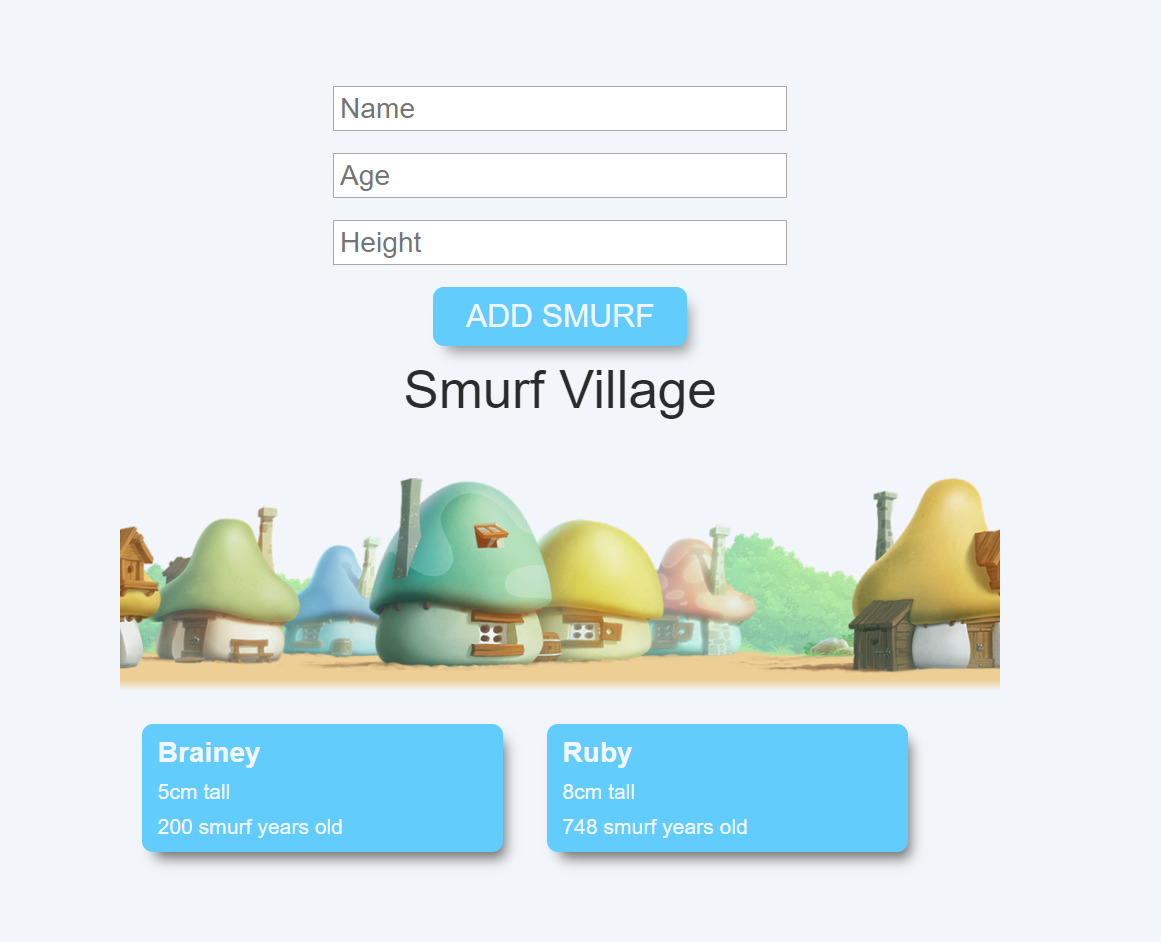 Name
Age
Height
ADD SMURF
Smurf Village
Brainey
5cm tall
200 smurf years old
Ruby
8cm tall
748 smurf years old